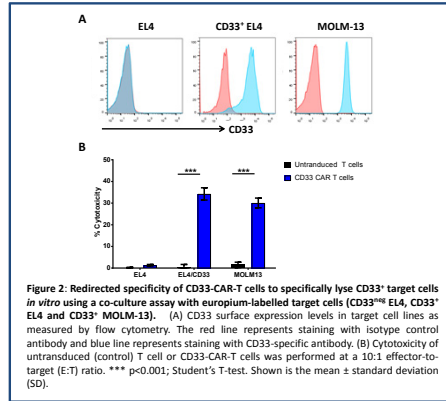 A
EL4
CD33⁺ EL4
MOLM-13
CD33
B
Untransduced T cells
CD33 CAR T cells
***
***
% Cytotoxicity
50
40
30
20
10
0
EL4
EL4/CD33
MOLM13
Figure 2: Redirected specificity of CD33-CAR-T cells to specifically lyse CD33⁺ target cells
in vitro using a co-culture assay with europium-labelled target cells (CD33ⁿᵉᵍ EL4, CD33⁺
EL4 and CD33⁺ MOLM-13). (A) CD33 surface expression levels in target cell lines as
measured by flow cytometry. The red line represents staining with isotype control
antibody and blue line represents staining with CD33-specific antibody. (B) Cytotoxicity of
untransduced (control) T cell or CD33-CAR-T cells was performed at a 10:1 effector-to-
target (E:T) ratio. *** p<0.001; Student's T-test. Shown is the mean ± standard deviation
(SD).